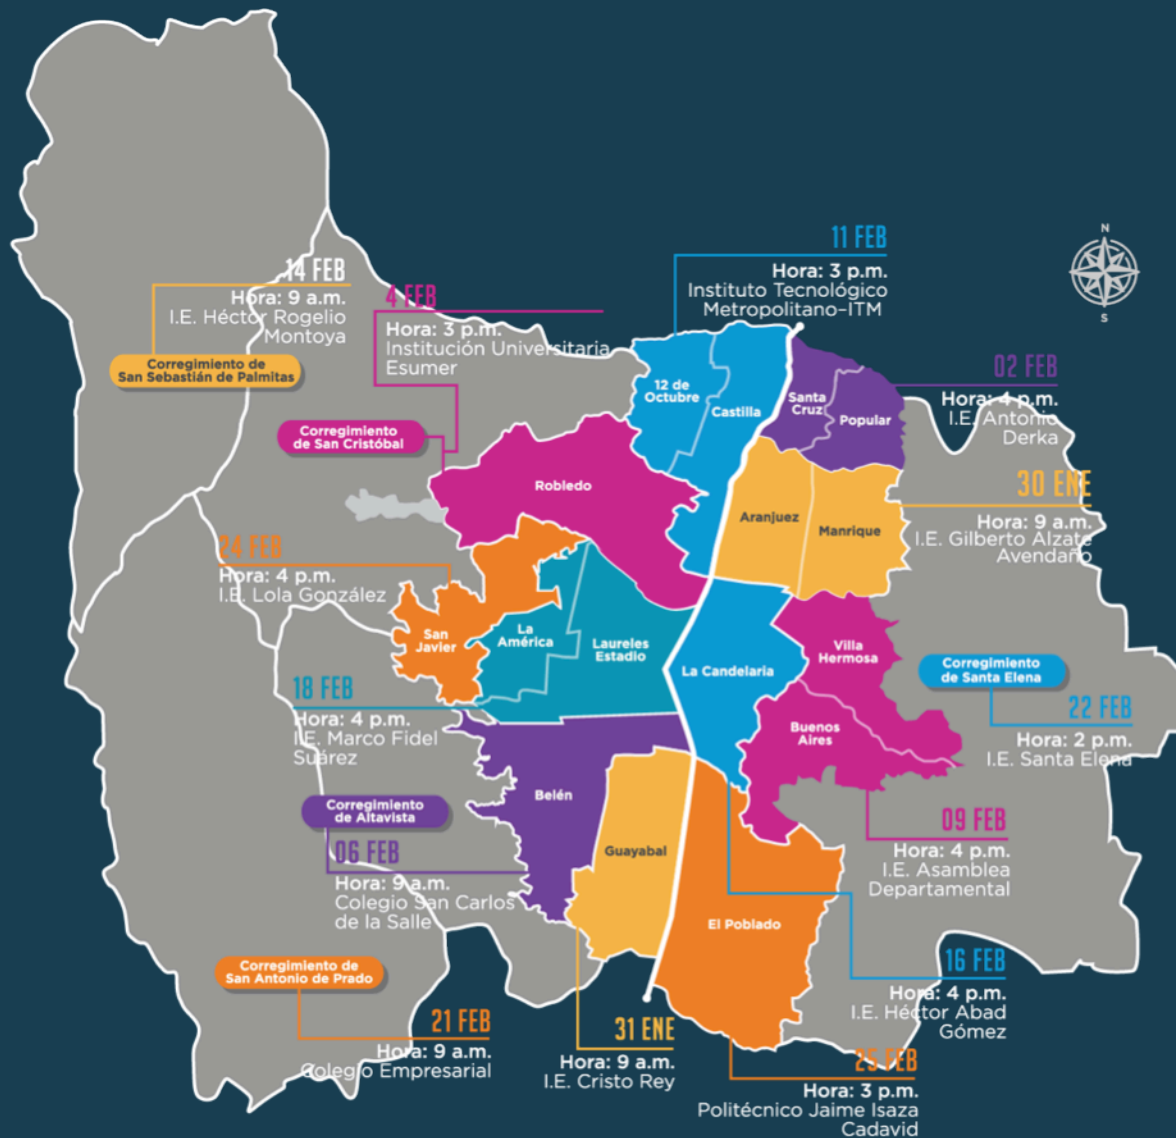 11 FEB
Hora: 3 p.m.
Instituto Tecnológico
Metropolitano–ITM
N
S
14 FEB
Hora: 9 a.m.
I.E. Héctor Rogelio
Montoya
Corregimiento de
San Sebastián de Palmitas
4 FEB
Hora: 3 p.m.
Institución Universitaria
Esumer
Corregimiento
de San Cristóbal
12 de
Octubre
Castilla
Santa
Cruz
Popular
02 FEB
Hora: 4 p.m.
I.E. Antonio
Derka
Robledo
Aranjuez
Manrique
30 ENE
Hora: 9 a.m.
I.E. Gilberto Alzate
Avendaño
24 FEB
Hora: 4 p.m.
I.E. Lola González
San
Javier
La
América
Laureles
Estadio
La Candelaria
Villa
Hermosa
Corregimiento
de Santa Elena
22 FEB
Hora: 2 p.m.
I.E. Santa Elena
18 FEB
Hora: 4 p.m.
I.E. Marco Fidel
Suárez
Buenos
Aires
Corregimiento
de Altavista
06 FEB
Hora: 9 a.m.
Colegio San Carlos
de la Salle
Belén
Guayabal
09 FEB
Hora: 4 p.m.
I.E. Asamblea
Departamental
El Poblado
16 FEB
Hora: 4 p.m.
I.E. Héctor Abad
Gómez
Corregimiento de
San Antonio de Prado
21 FEB
Hora: 9 a.m.
Colegio Empresarial
31 ENE
Hora: 9 a.m.
I.E. Cristo Rey
25 FEB
Hora: 3 p.m.
Politécnico Jaime Isaza
Cadavid